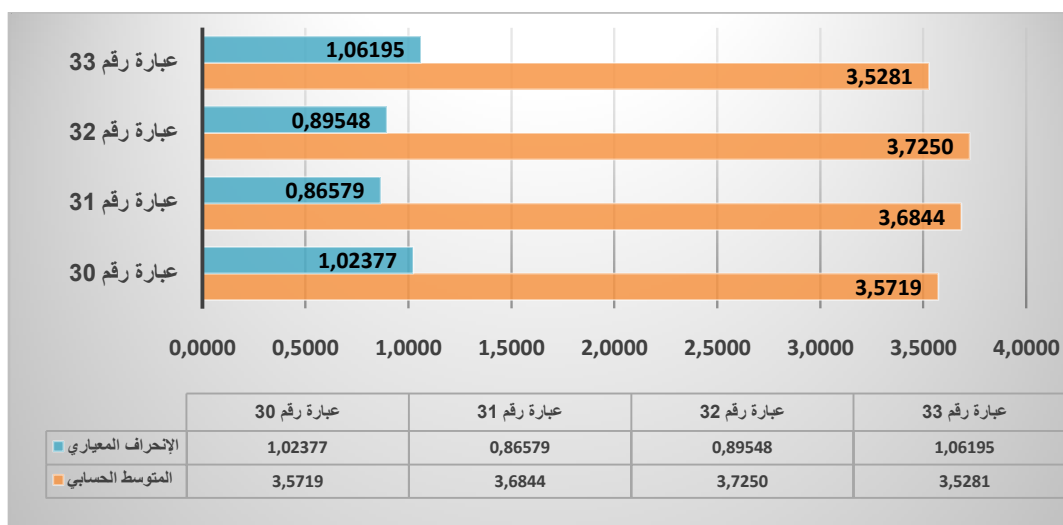 عبارة رقم 33
1,06195
3,5281
عبارة رقم 32
0,89548
3,7250
عبارة رقم 31
0,86579
3,6844
عبارة رقم 30
1,02377
3,5719
0,0000 0,5000 1,0000 1,5000 2,0000 2,5000 3,0000 3,5000 4,0000
عبارة رقم 30 عبارة رقم 31 عبارة رقم 32 عبارة رقم 33
الإنحراف المعياري 1,02377 0,86579 0,89548 1,06195
المتوسط الحسابي 3,5719 3,6844 3,7250 3,5281